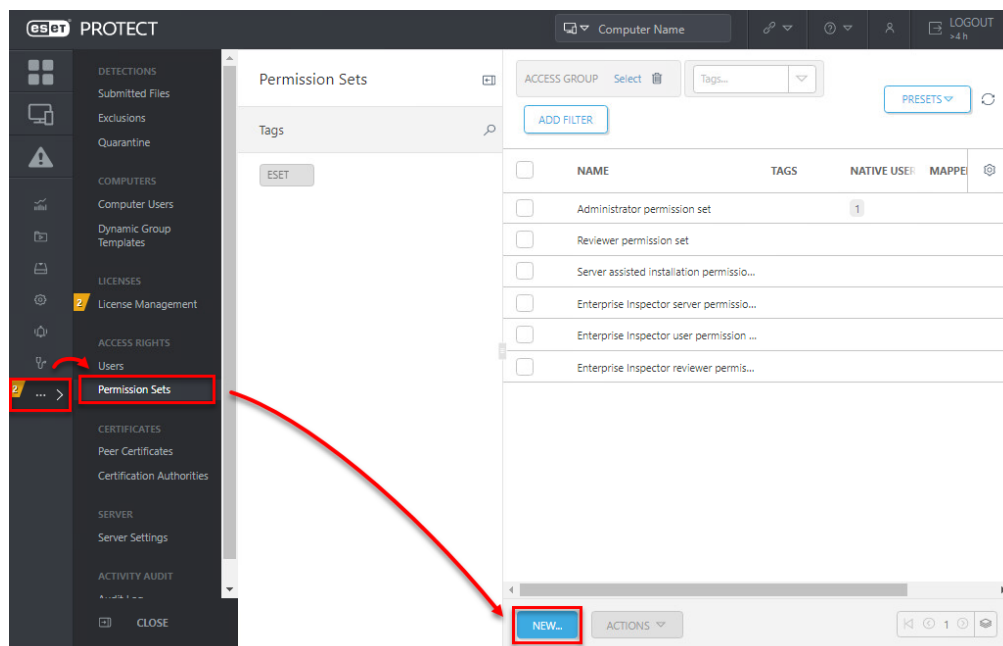 eset PROTECT
Computer Name
LOGOUT
>4 h
DETECTIONS
Submitted Files
Exclusions
Quarantine
COMPUTERS
Computer Users
Dynamic Group
Templates
LICENSES
2 License Management
ACCESS RIGHTS
Users
2 ... >
Permission Sets
CERTIFICATES
Peer Certificates
Certification Authorities
SERVER
Server Settings
ACTIVITY AUDIT
Audit Log
CLOSE
Permission Sets
Tags
ESET
ACCESS GROUP Select
Tags...
PRESETS
ADD FILTER
NAME TAGS NATIVE USER MAPPE
Administrator permission set 1
Reviewer permission set
Server assisted installation permissio...
Enterprise Inspector server permissio...
Enterprise Inspector user permission ...
Enterprise Inspector reviewer permis...
NEW...
ACTIONS
1